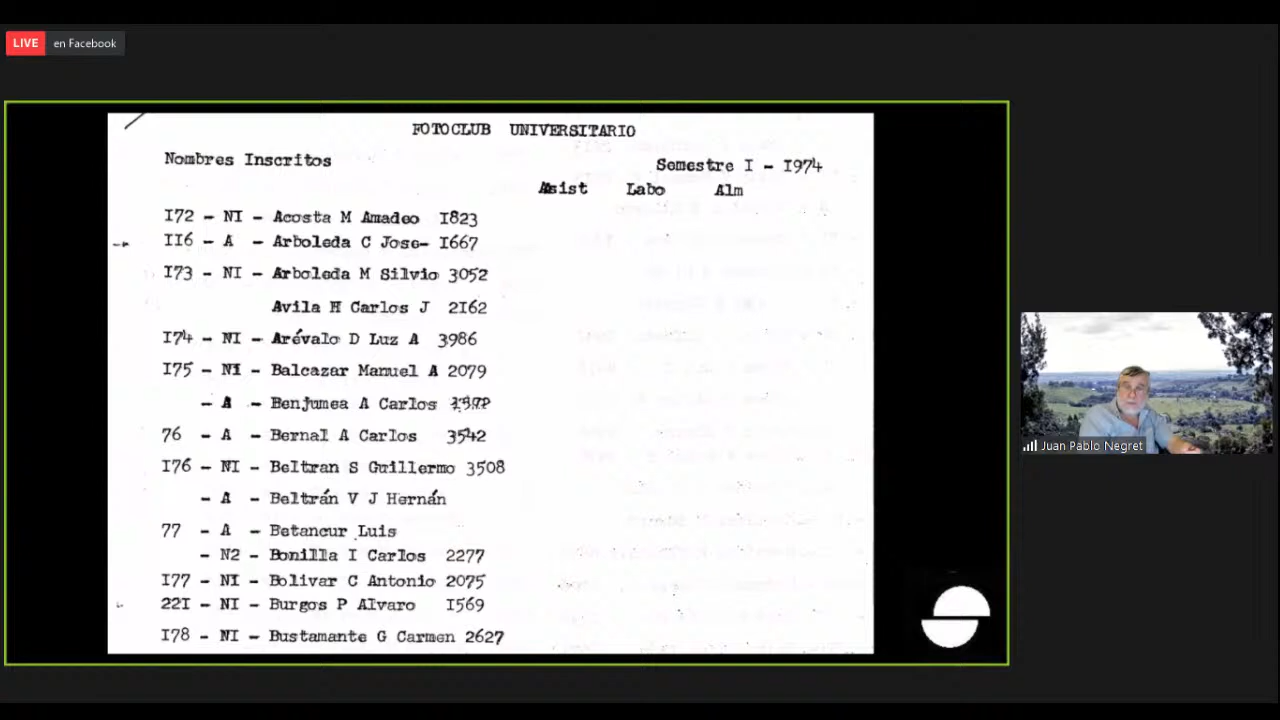 LIVE en Facebook
FOTOCLUB UNIVERSITARIO
Nombres Inscritos
Semestre I - I974
Asist Labo Alm
I72 - NI - Acosta M Amadeo I823
II6 - A - Arboleda C Jose- I667
I73 - NI - Arboleda M Silvio 3052
Avila H Carlos J 2I62
I74 - NI - Arévalo D Luz A 3986
I75 - NI - Balcazar Manuel A 2079
- A - Benjumea A Carlos
76 - A - Bernal A Carlos 3542
I76 - NI - Beltran S Guillermo 3508
- A - Beltrán V J Hernán
77 - A - Betancur Luis
- N2 - Bonilla I Carlos 2277
I77 - NI - Bolivar C Antonio 2075
22I - NI - Burgos P Alvaro I569
I78 - NI - Bustamante G Carmen 2627
Juan Pablo Negret